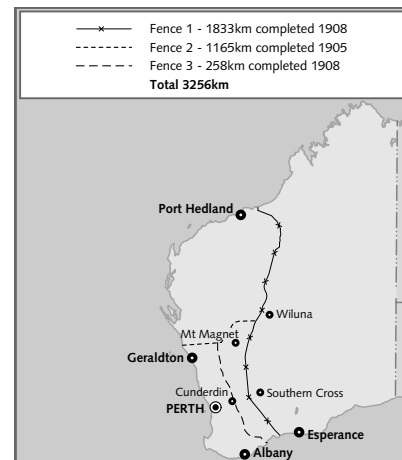 Fence 1 - 1833km completed 1908
Fence 2 - 1165km completed 1905
Fence 3 - 258km completed 1908
Total 3256km
Port Hedland
Wiluna
Mt Magnet
Geraldton
Southern Cross
Cunderdin
PERTH
Esperance
Albany